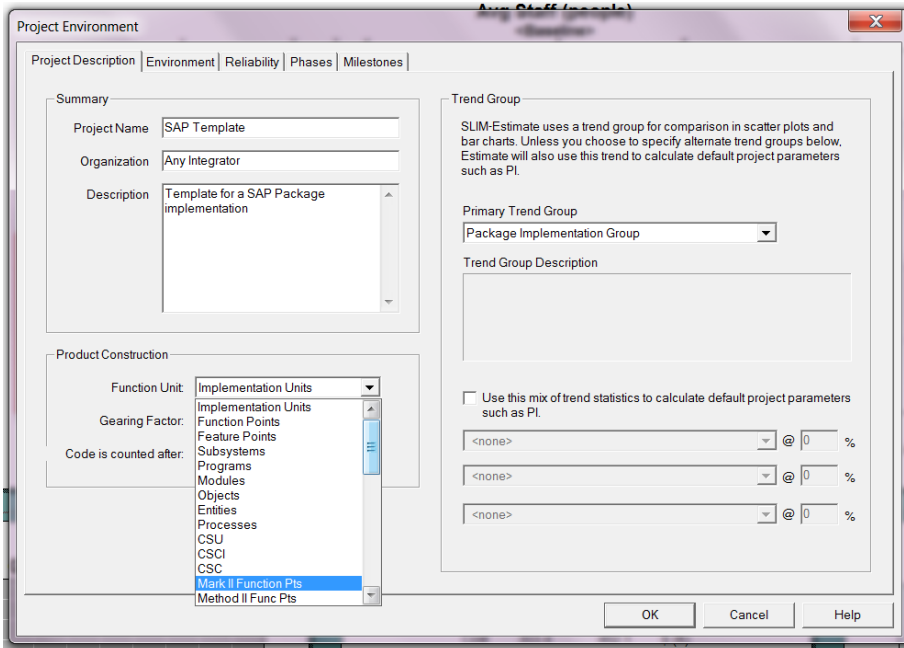 Avg Staff (people)
<Baseline>
Project Environment
Project Description
Environment
Reliability
Phases
Milestones
Summary
Project Name
SAP Template
Organization
Any Integrator
Description
Template for a SAP Package
implementation
Product Construction
Function Unit:
Implementation Units
Gearing Factor:
Code is counted after:
Implementation Units
Function Points
Feature Points
Subsystems
Programs
Modules
Objects
Entities
Processes
CSU
CSCI
CSC
Mark II Function Pts
Method II Func Pts
Trend Group
SLIM-Estimate uses a trend group for comparison in scatter plots and
bar charts. Unless you choose to specify alternate trend groups below,
Estimate will also use this trend to calculate default project parameters
such as PI.
Primary Trend Group
Package Implementation Group
Trend Group Description
Use this mix of trend statistics to calculate default project parameters
such as PI.
<none> @ 0 %
<none> @ 0 %
<none> @ 0 %
OK
Cancel
Help